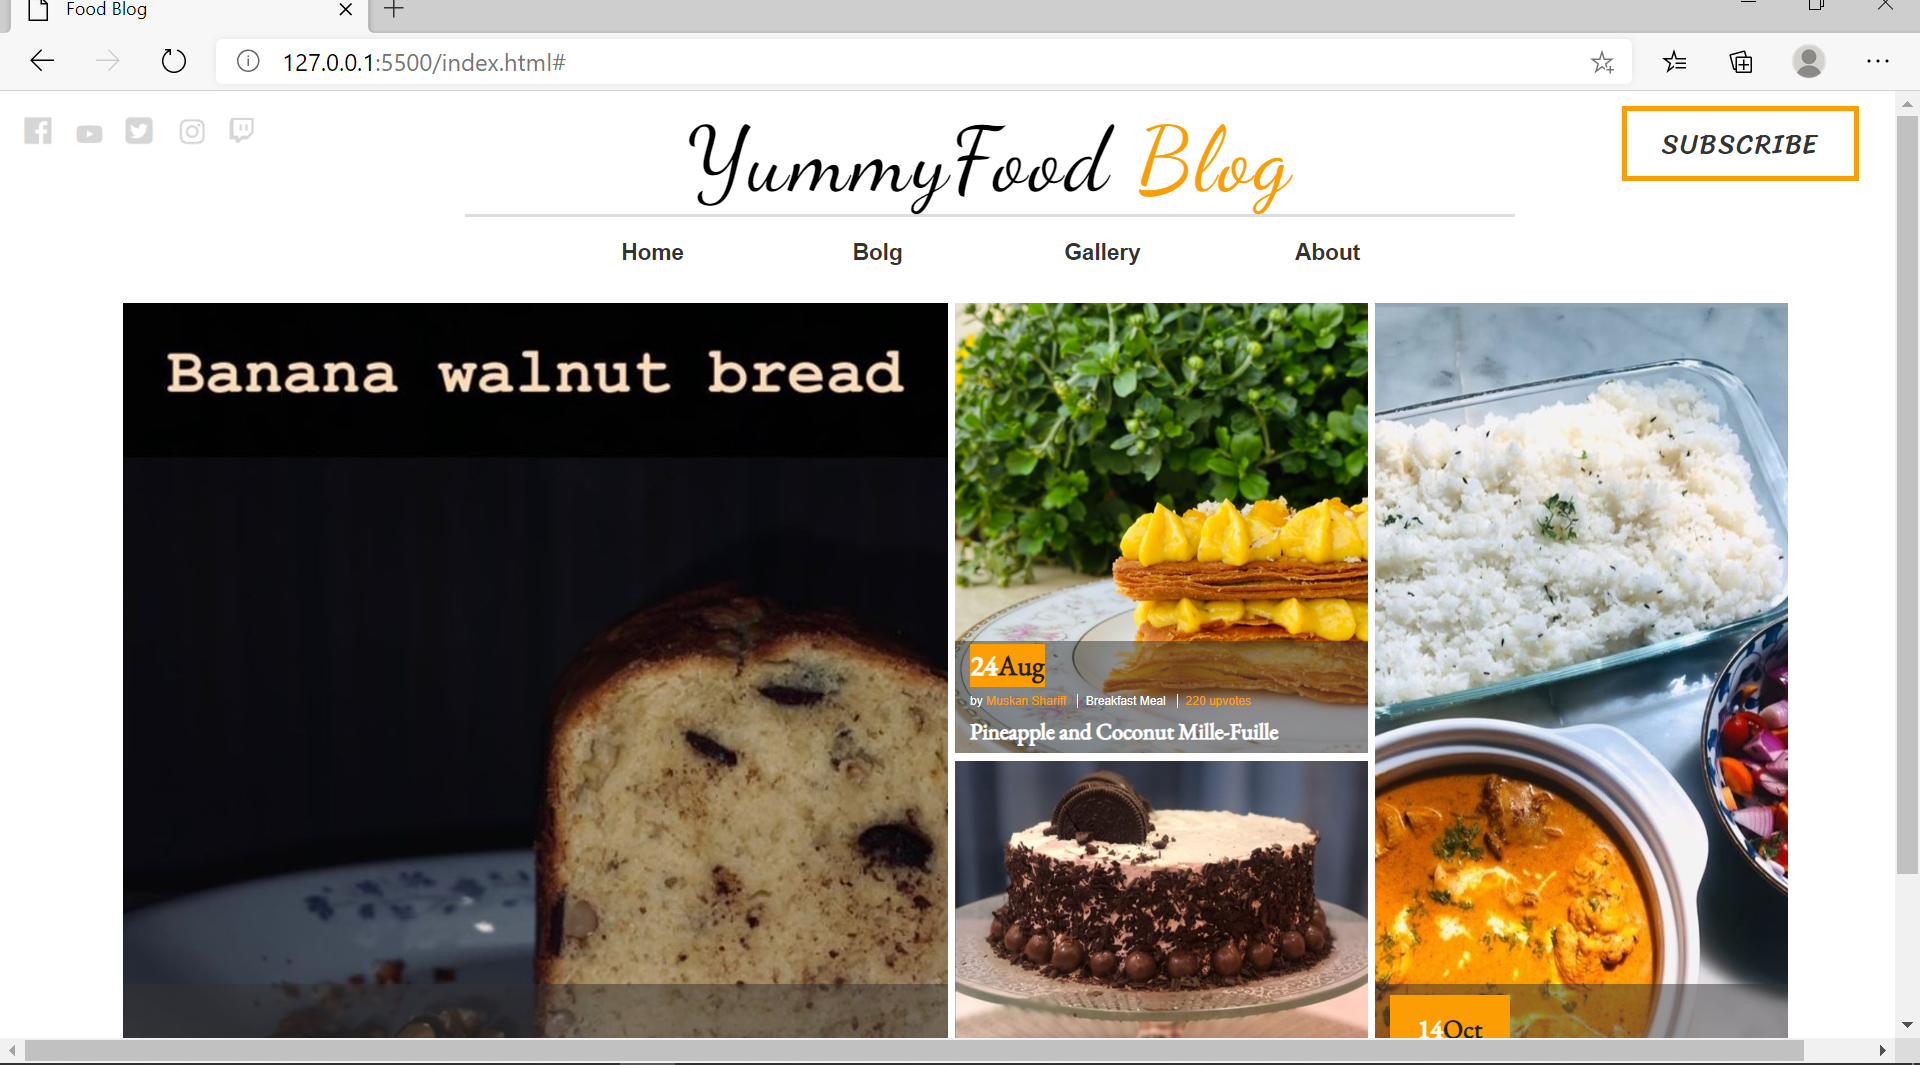 Food Blog
127.0.0.1:5500/index.html#
YummyFood Blog
SUBSCRIBE
Home Bolg Gallery About
Banana walnut bread
24Aug
by Muskan Shariff Breakfast Meal 220 upvotes
Pineapple and Coconut Mille-Fuille
14Oct